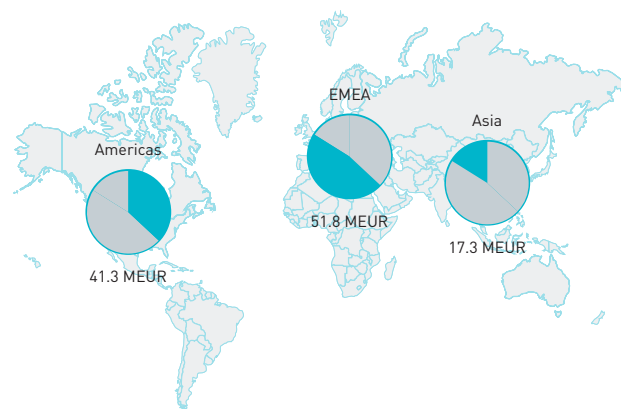 EMEA
Asia
Americas
51.8 MEUR
17.3 MEUR
41.3 MEUR